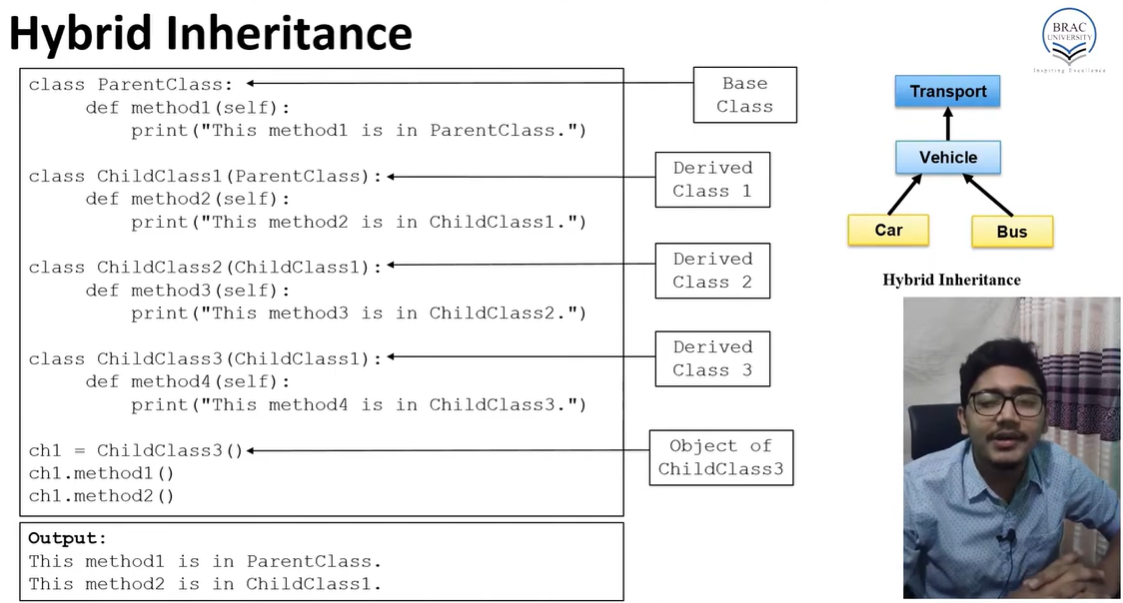 Hybrid Inheritance
BRAC
UNIVERSITY
Inspiring Excellence
class ParentClass:
def method1(self):
print("This method1 is in ParentClass.")
class ChildClass1(ParentClass):
def method2(self):
print("This method2 is in ChildClass1.")
class ChildClass2(ChildClass1):
def method3(self):
print("This method3 is in ChildClass2.")
class ChildClass3(ChildClass1):
def method4(self):
print("This method4 is in ChildClass3.")
ch1 = ChildClass3()
ch1.method1()
ch1.method2()
Base
Class
Derived
Class 1
Derived
Class 2
Derived
Class 3
Object of
ChildClass3
Output:
This method1 is in ParentClass.
This method2 is in ChildClass1.
Transport
Vehicle
Car
Bus
Hybrid Inheritance